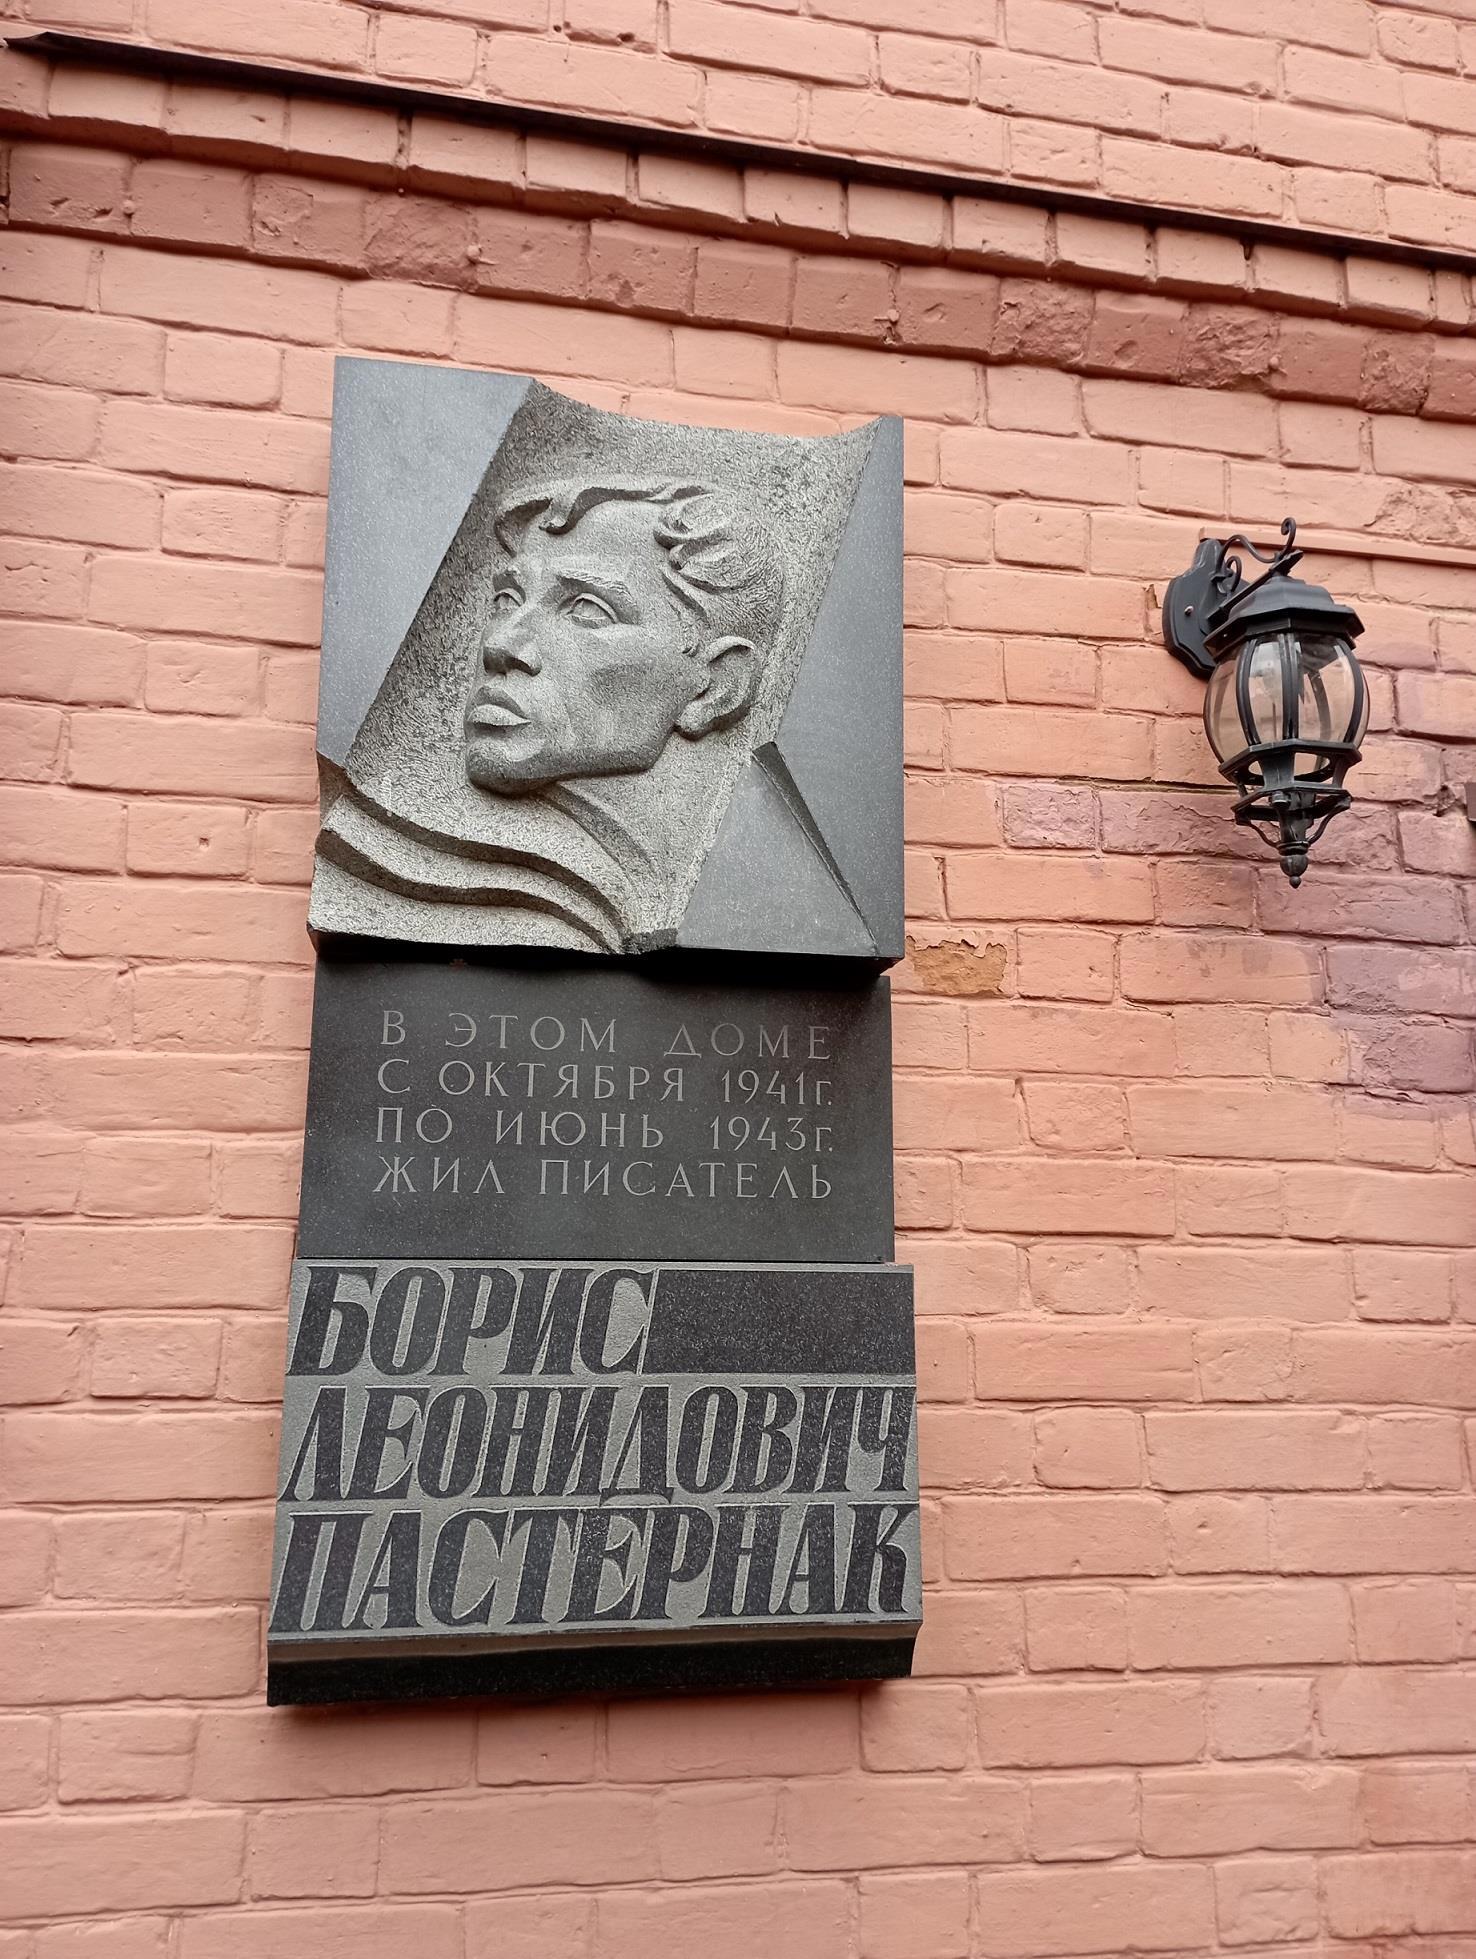 В ЭТОМ ДОМЕ
С ОКТЯБРЯ 1941г.
ПО ИЮНЬ 1943г.
ЖИЛ ПИСАТЕЛЬ
БОРИС
ЛЕОНИДОВИЧ
ПАСТЕРНАК